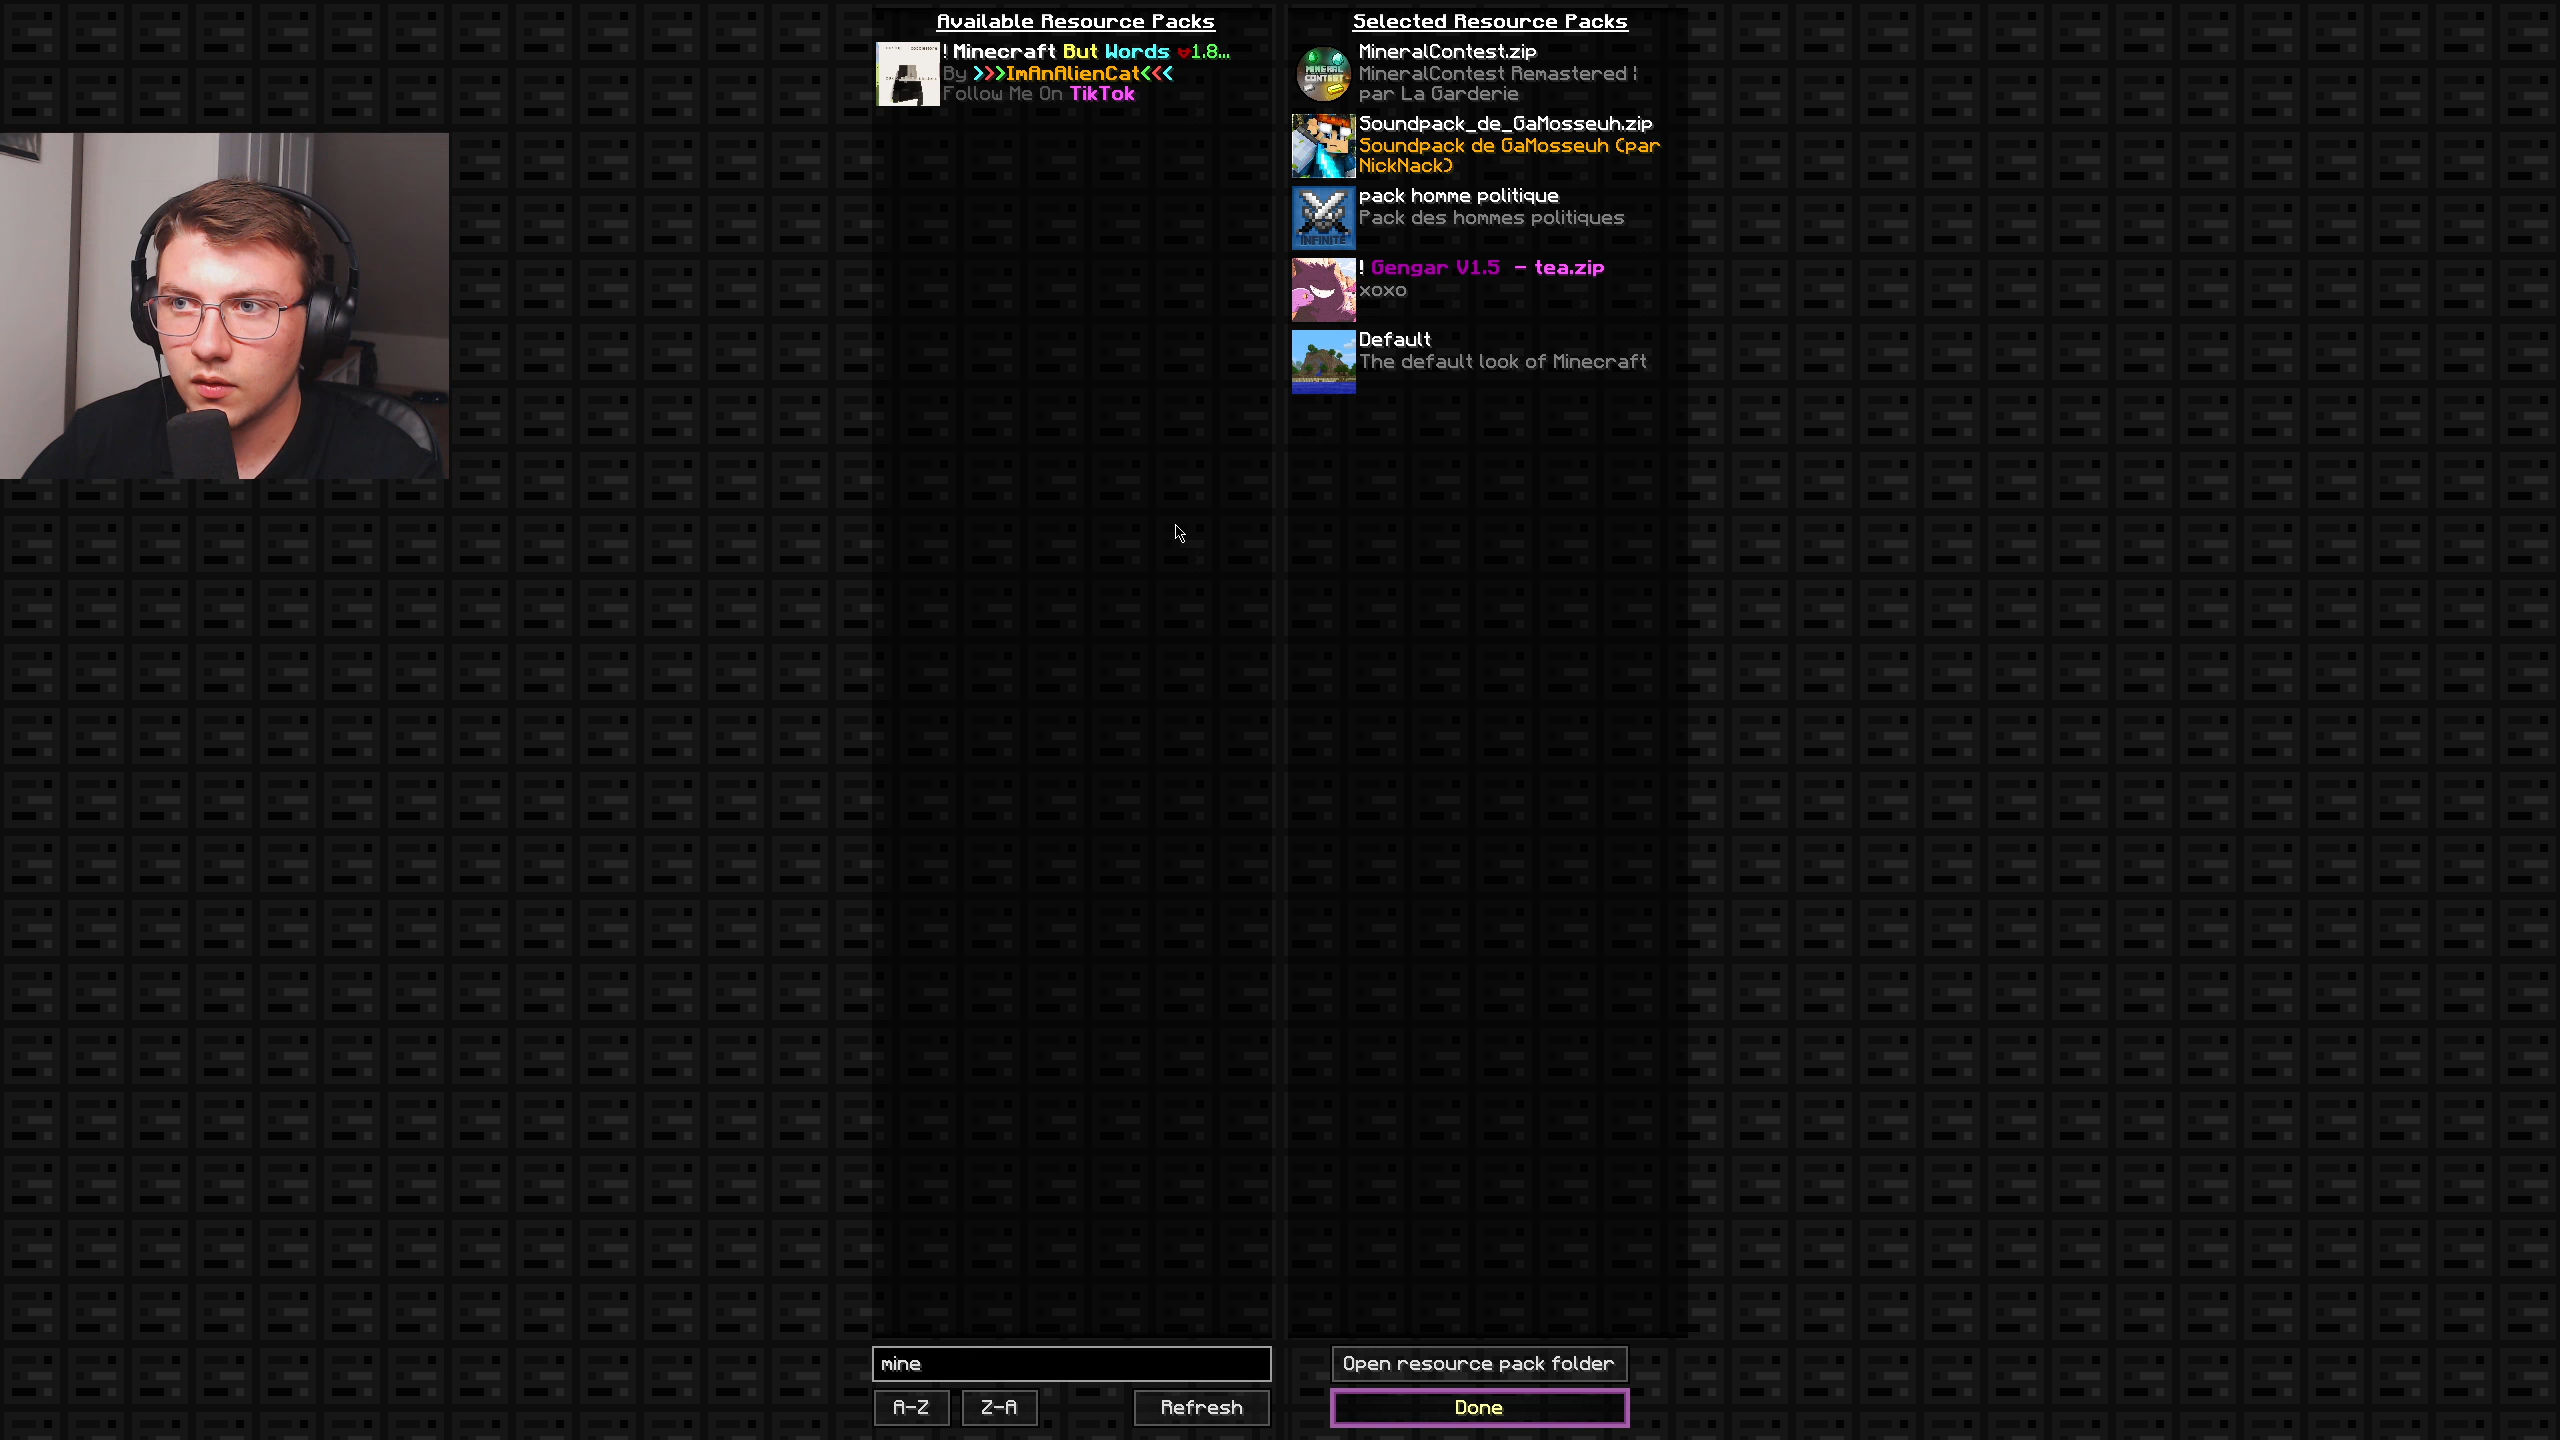 Available Resource Packs
! Minecraft But Words ❤1.8...
By >>>ImAnAlienCat<<<
Follow Me On TikTok
Selected Resource Packs
MINERAL
CONTEST
MineralContest.zip
MineralContest Remastered |
par La Garderie
Soundpack_de_GaMosseuh.zip
Soundpack de GaMosseuh (par
NickNack)
INFINITE
pack homme politique
Pack des hommes politiques
! Gengar V1.5 - tea.zip
xoxo
Default
The default look of Minecraft
mine
Open resource pack folder
A-Z
Z-A
Refresh
Done